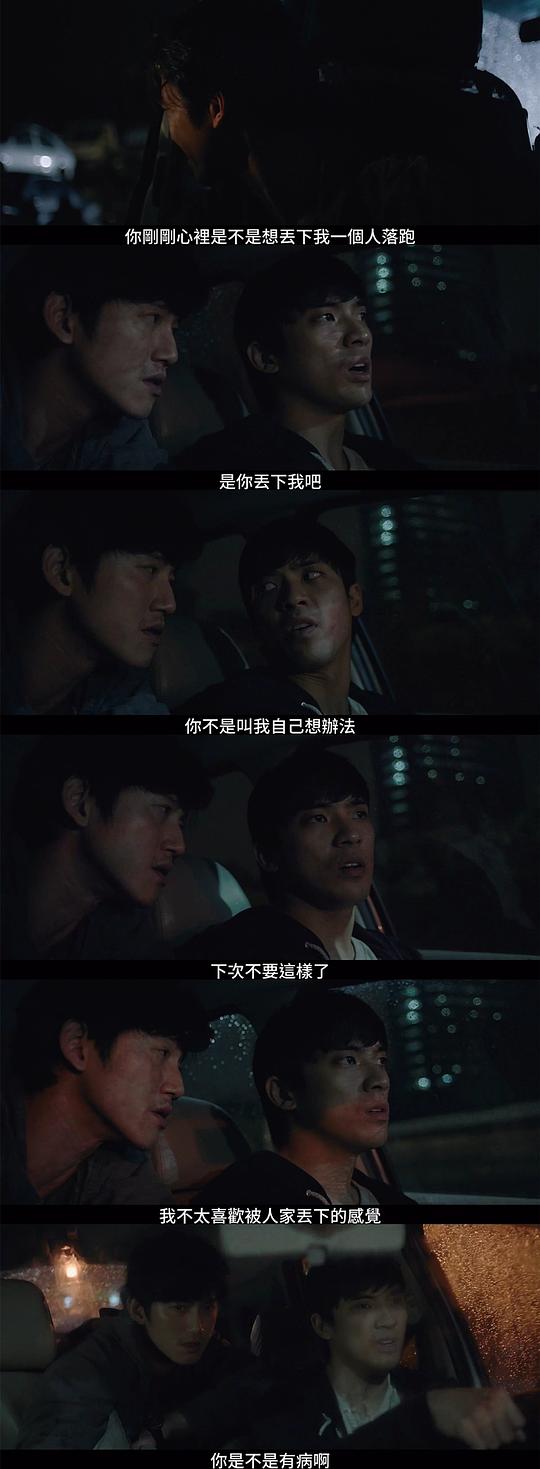 你剛剛心裡是不是想丟下我一個人落跑
是你丟下我吧
你不是叫我自己想辦法
下次不要這樣了
我不太喜歡被人家丟下的感覺
你是不是有病啊